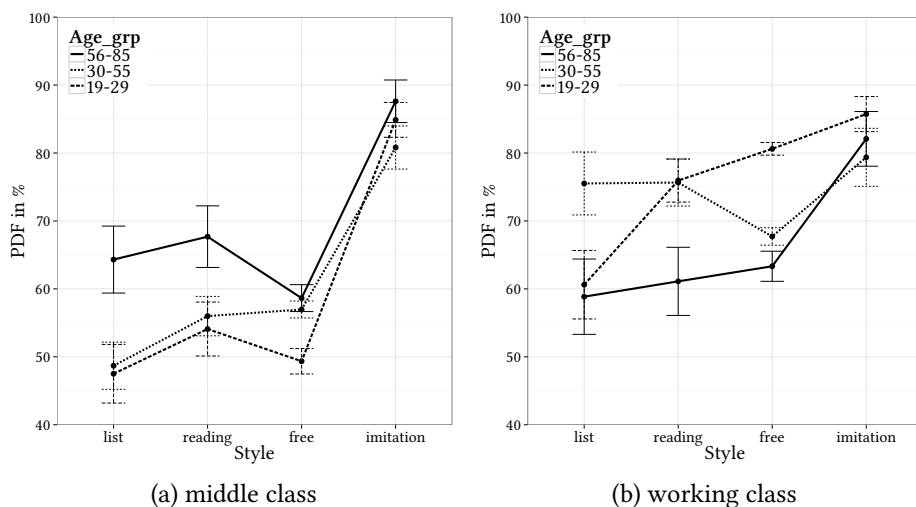 100
90
80
70
60
50
40
PDF in %
Age_grp
56-85
30-55
19-29
list reading free imitation
Style
(a) middle class
100
90
80
70
60
50
40
PDF in %
Age_grp
56-85
30-55
19-29
list reading free imitation
Style
(b) working class